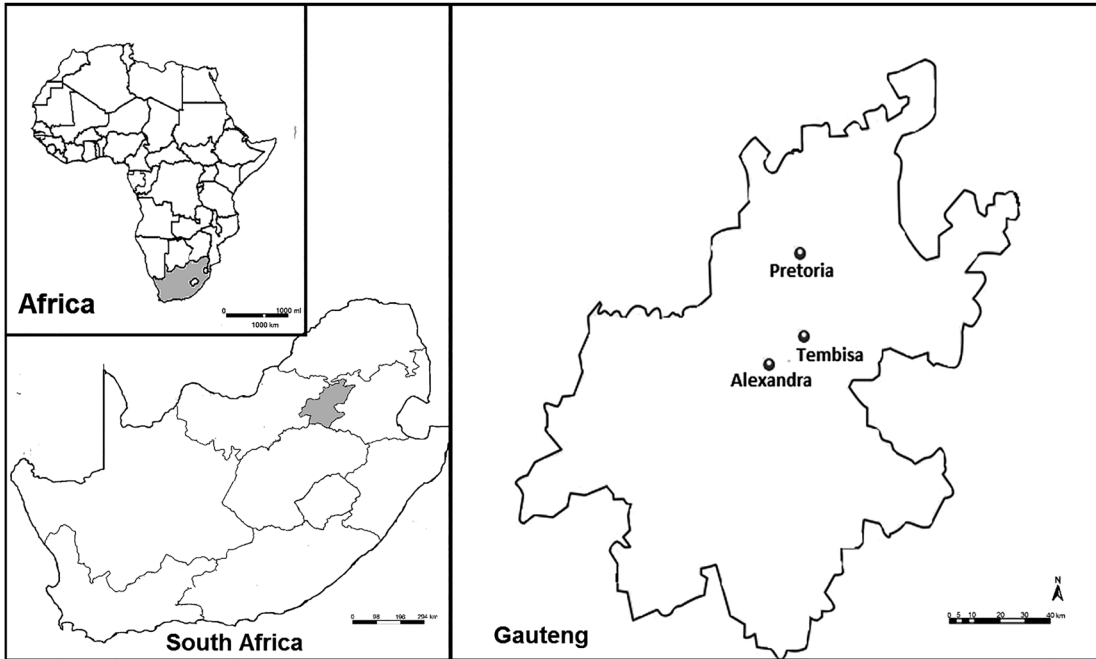 Africa
0 1000 ml
1000 km
0 98 196 294 km
South Africa
Pretoria
Tembisa
Alexandra
N
0 5 10 20 30 40 km
Gauteng